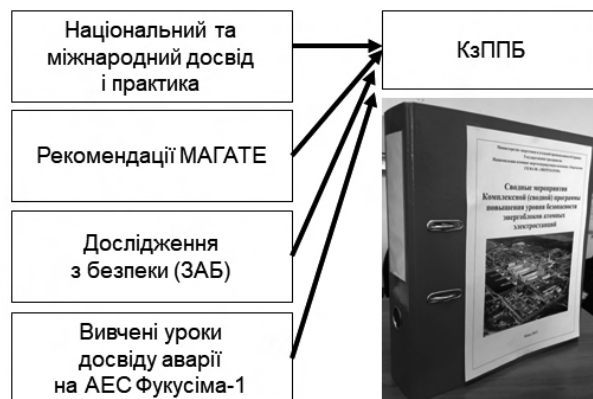 Національний та
міжнародний досвід
і практика
КзППБ
Рекомендації МАГАТЕ
Дослідження
з безпеки (ЗАБ)
Вивчені уроки
досвіду аварії
на АЕС Фукусіма-1
Сводные мероприятия
Комплексной (сводной) программы
повышения уровня безопасности
энергоблоков атомных
электростанций